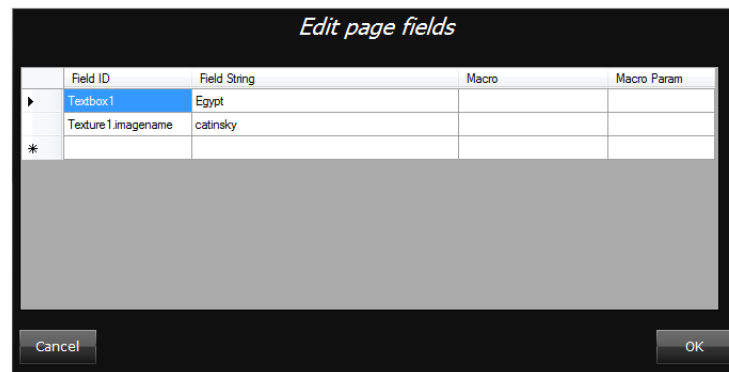 Edit page fields
Field ID Field String Macro Macro Param
Textbox1 Egypt
Texture1.imagename catinsky
Cancel OK